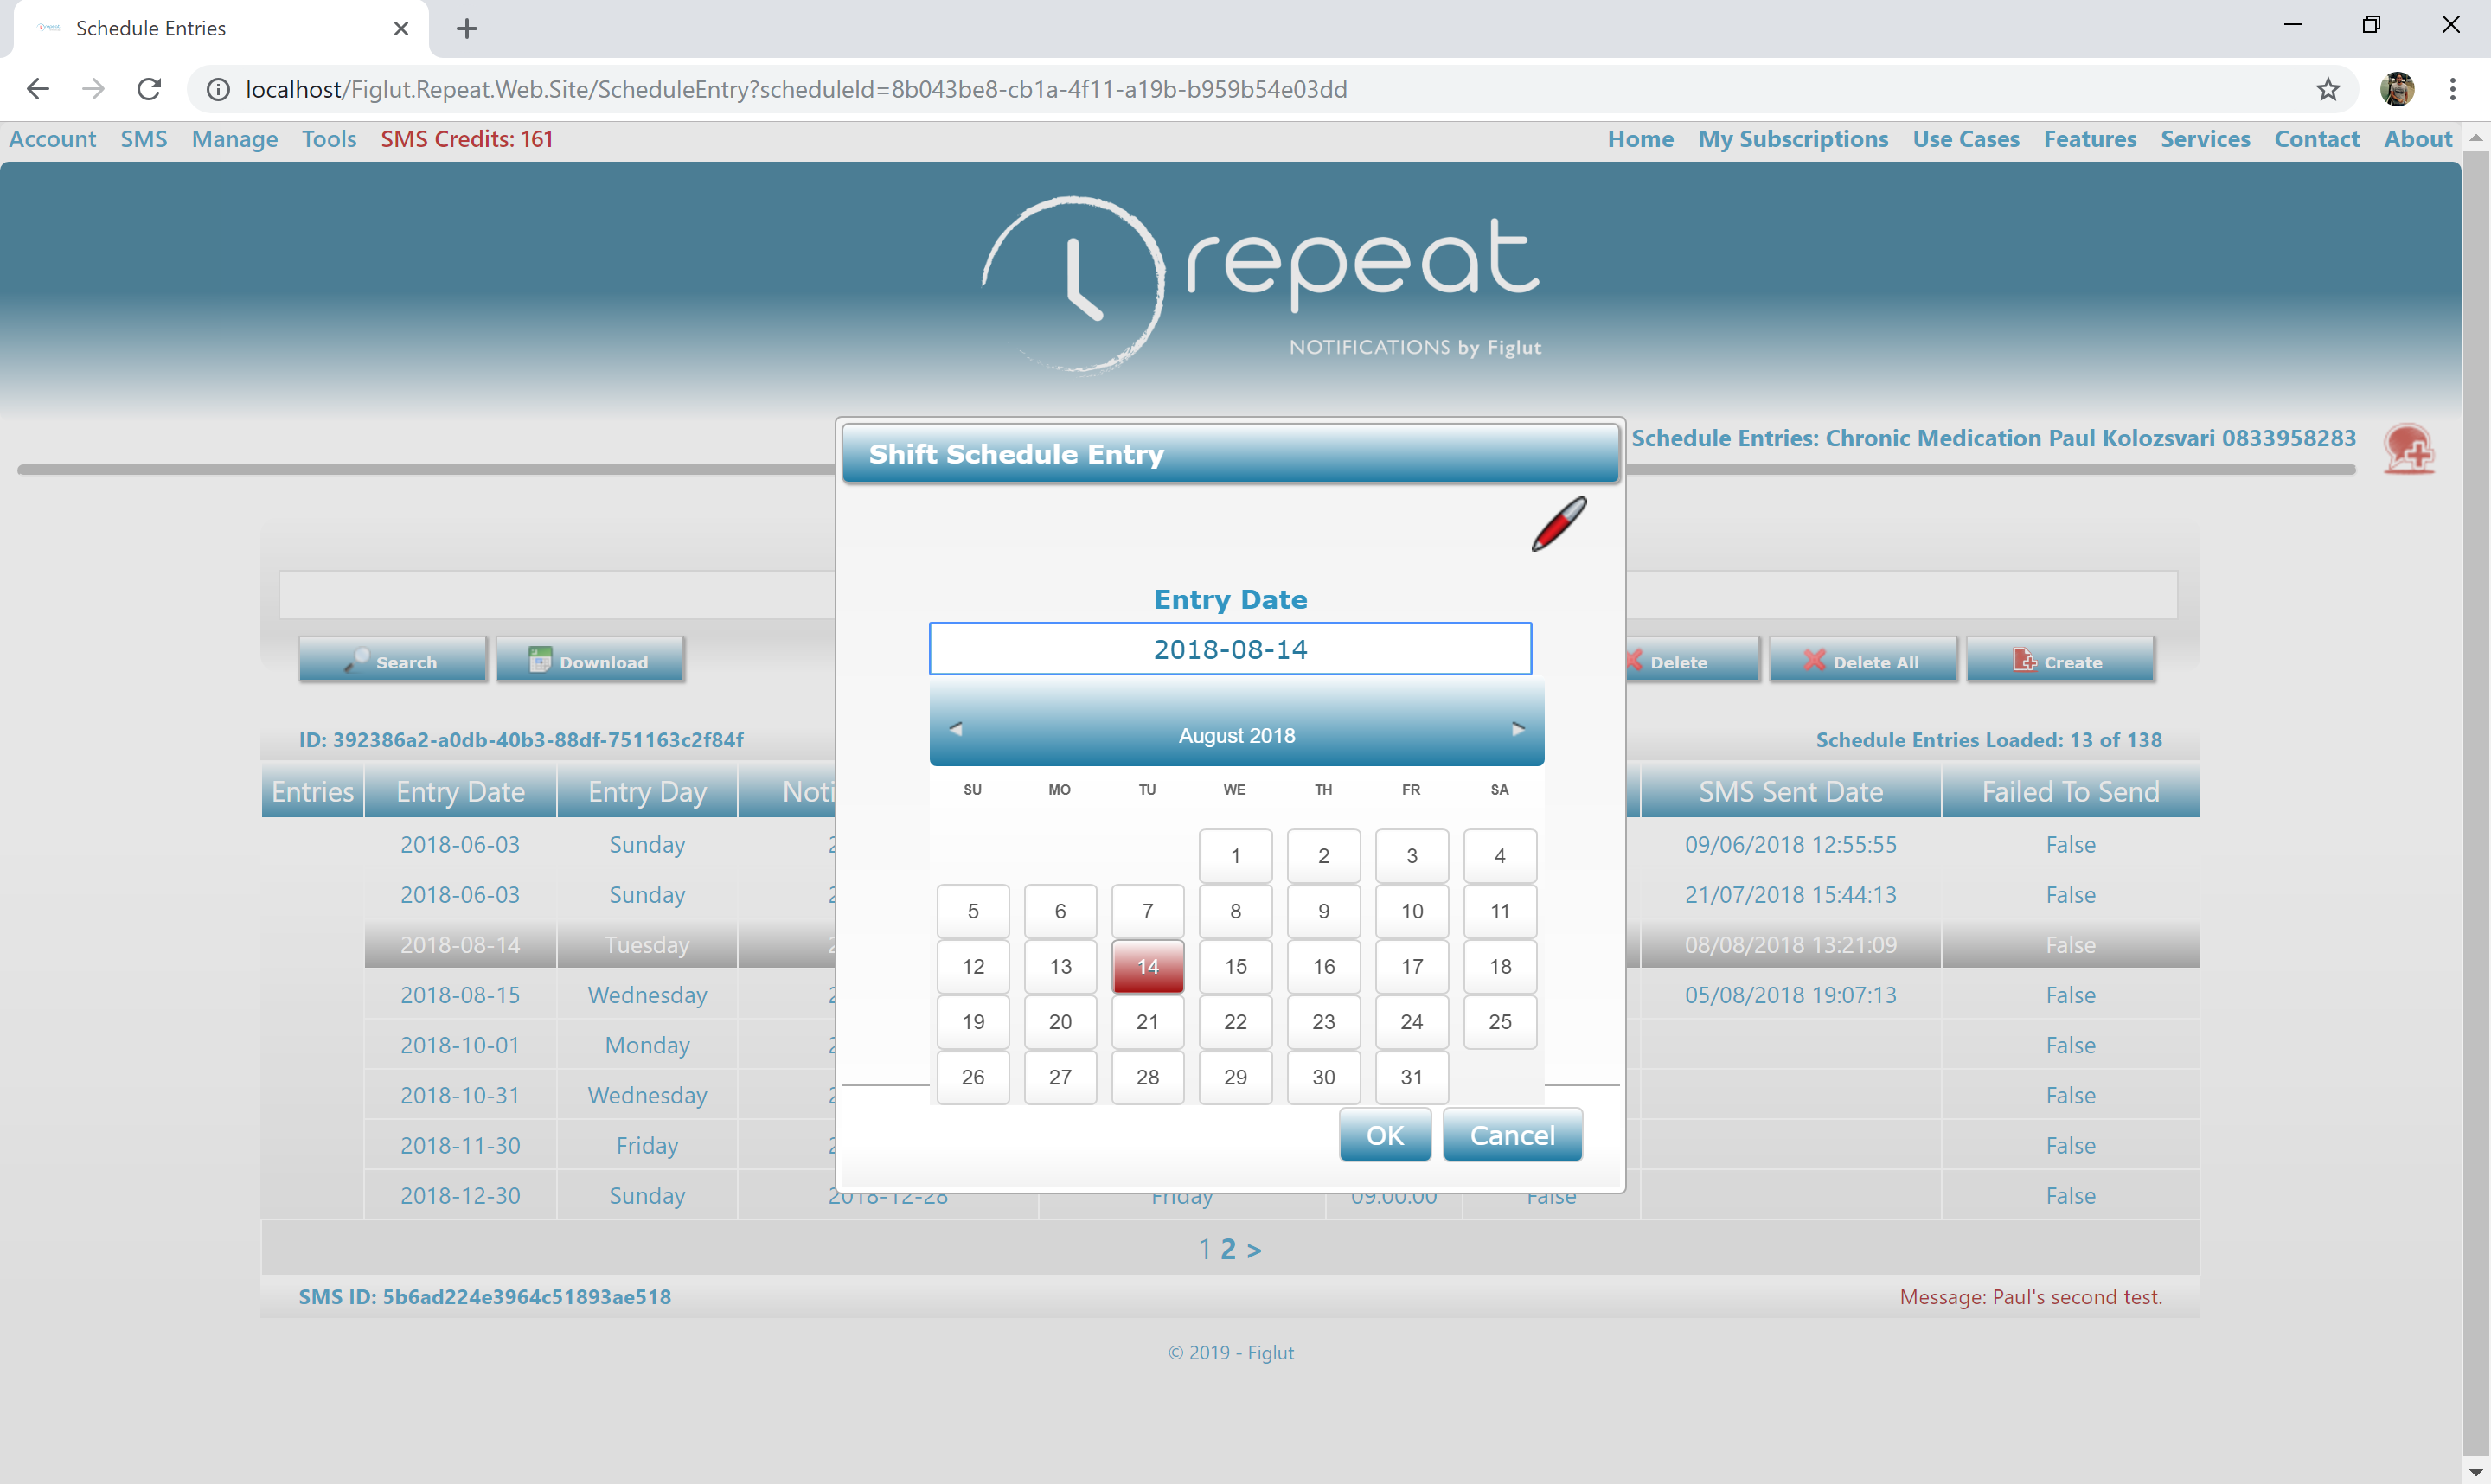 Schedule Entries
localhost/Figlut.Repeat.Web.Site/ScheduleEntry?scheduleId=8b043be8-cb1a-4f11-a19b-b959b54e03dd
Account SMS Manage Tools SMS Credits: 161 Home My Subscriptions Use Cases Features Services Contact About
repeat
NOTIFICATIONS by Figlut
Schedule Entries: Chronic Medication Paul Kolozsvari 0833958283
Shift Schedule Entry
Entry Date
2018-08-14
Search Download Delete Delete All Create
August 2018
SU MO TU WE TH FR SA
1 2 3 4
5 6 7 8 9 10 11
12 13 14 15 16 17 18
19 20 21 22 23 24 25
26 27 28 29 30 31
OK Cancel
ID: 392386a2-a0db-40b3-88df-751163c2f84f Schedule Entries Loaded: 13 of 138
Entries Entry Date Entry Day Noti SMS Sent Date Failed To Send
2018-06-03 Sunday 2 09/06/2018 12:55:55 False
2018-06-03 Sunday 2 21/07/2018 15:44:13 False
2018-08-14 Tuesday 2 08/08/2018 13:21:09 False
2018-08-15 Wednesday 2 05/08/2018 19:07:13 False
2018-10-01 Monday 2 False
2018-10-31 Wednesday 2 False
2018-11-30 Friday 2 False
2018-12-30 Sunday 2018-12-28 Friday 09:00:00 False False
1 2 >
SMS ID: 5b6ad224e3964c51893ae518 Message: Paul's second test.
© 2019 - Figlut